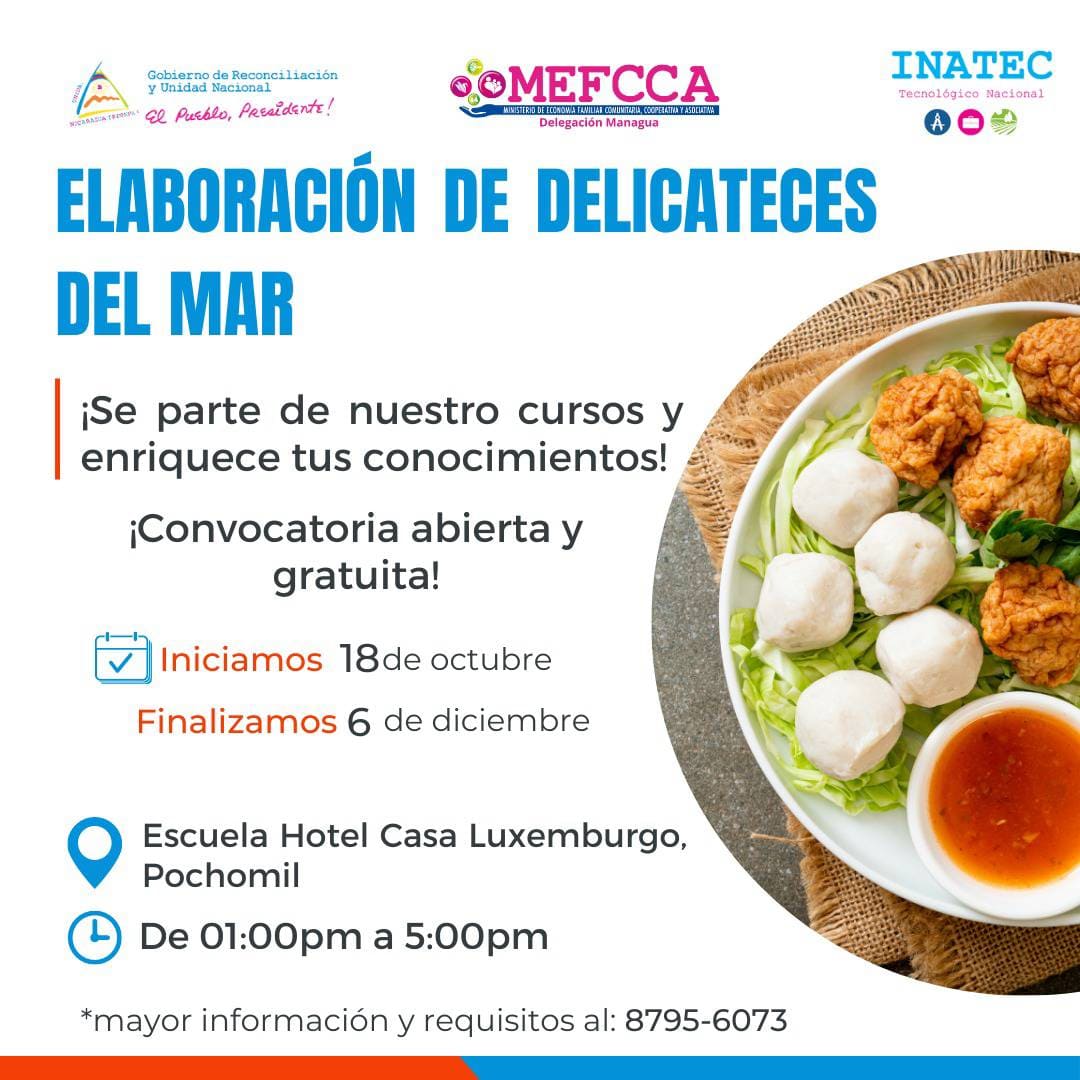 Gobierno de Reconciliación
y Unidad Nacional
El Pueblo, Presidente!
MEFCCA
MINISTERIO DE ECONOMÍA FAMILIAR COMUNITARIA, COOPERATIVA Y ASOCIATIVA
Delegación Managua
INATEC
Tecnológico Nacional
ELABORACIÓN DE DELICATECES
DEL MAR
¡Se parte de nuestro cursos y
enriquece tus conocimientos!
¡Convocatoria abierta y
gratuita!
Iniciamos 18 de octubre
Finalizamos 6 de diciembre
Escuela Hotel Casa Luxemburgo,
Pochomil
De 01:00pm a 5:00pm
*mayor información y requisitos al: 8795-6073